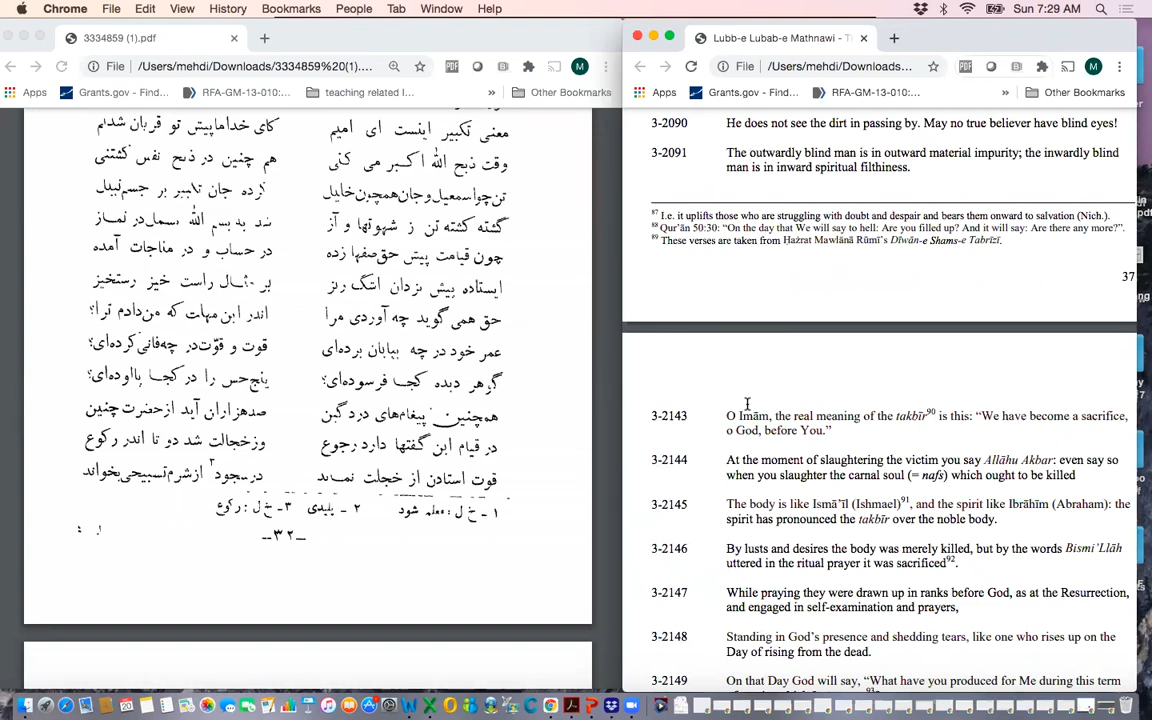 Chrome File Edit View History Bookmarks People Tab Window Help Sun 7:29 AM
3334859 (1).pdf
File /Users/mehdi/Downloads/3334859%20(1)....
M
Apps Grants.gov - Find... RFA-GM-13-010:... teaching related I... » Other Bookmarks
معنی تکبیر اینست ای امیم کای خدا ما پیش تو قربان شدیم
وقت ذبح الله اکبر می کنی هم چنین در ذبح نفس کشتنی
تن چو اسمعیل و جان همچون خلیل کرده جان تکبیر بر جسم نبیل
گشته کشته تن ز شهوتها و آز شد به بسم الله بسمل در نماز
چون قیامت پیش حق صفها زده در حساب و در مناجات آمده
ایستاده پیش یزدان اشگ ریز بر مثال راست خیز رستخیز
حق همی گوید چه آوردی مرا اندر این مهلت که من دادم ترا؟
عمر خود در چه بپایان برده‌ای قوت و قوّت در چه فانی کرده‌ای؟
گوهر دیده کجا فرسوده‌ای؟ پنج حس را در کجا پالوده‌ای؟
همچنین پیغام‌های درد گین صد هزاران آید از حضرت چنین
در قیام این گفتها دارد رجوع وز خجالت شد دو تا اندر رکوع
قوت استادن از خجلت نماند در سجود ۳ از شرم تسبیحی بخواند
۱ ـ خ ل : معلمه شود ۲ ـ پلیدی ۳ ـ خ ل : رکوع
ـ۳۲ـ
Lubb-e Lubab-e Mathnawi - T
File /Users/mehdi/Downloads...
M
Apps Grants.gov - Find... RFA-GM-13-010:... » Other Bookmarks
3-2090 He does not see the dirt in passing by. May no true believer have blind eyes!
3-2091 The outwardly blind man is in outward material impurity; the inwardly blind
man is in inward spiritual filthiness.
87 I.e. it uplifts those who are struggling with doubt and despair and bears them onward to salvation (Nich.).
88 Qur'ān 50:30: “On the day that We will say to hell: Are you filled up? And it will say: Are there any more?”.
89 These verses are taken from Ḥażrat Mawlānā Rūmī's Dīwān-e Shams-e Tabrīzī.
37
3-2143 O Imām, the real meaning of the takbīr90 is this: “We have become a sacrifice,
o God, before You.”
3-2144 At the moment of slaughtering the victim you say Allāhu Akbar: even say so
when you slaughter the carnal soul (= nafs) which ought to be killed
3-2145 The body is like Ismā'īl (Ishmael)91, and the spirit like Ibrāhīm (Abraham): the
spirit has pronounced the takbīr over the noble body.
3-2146 By lusts and desires the body was merely killed, but by the words Bismi'Llāh
uttered in the ritual prayer it was sacrificed92.
3-2147 While praying they were drawn up in ranks before God, as at the Resurrection,
and engaged in self-examination and prayers,
3-2148 Standing in God's presence and shedding tears, like one who rises up on the
Day of rising from the dead.
3-2149 On that Day God will say, “What have you produced for Me during this term